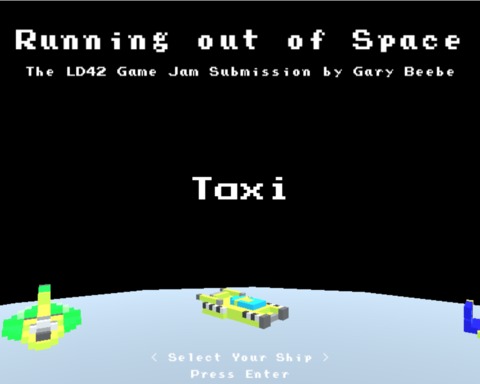 Running out of Space
The LD42 Game Jam Submission by Gary Beebe
Taxi
< Select Your Ship >
Press Enter